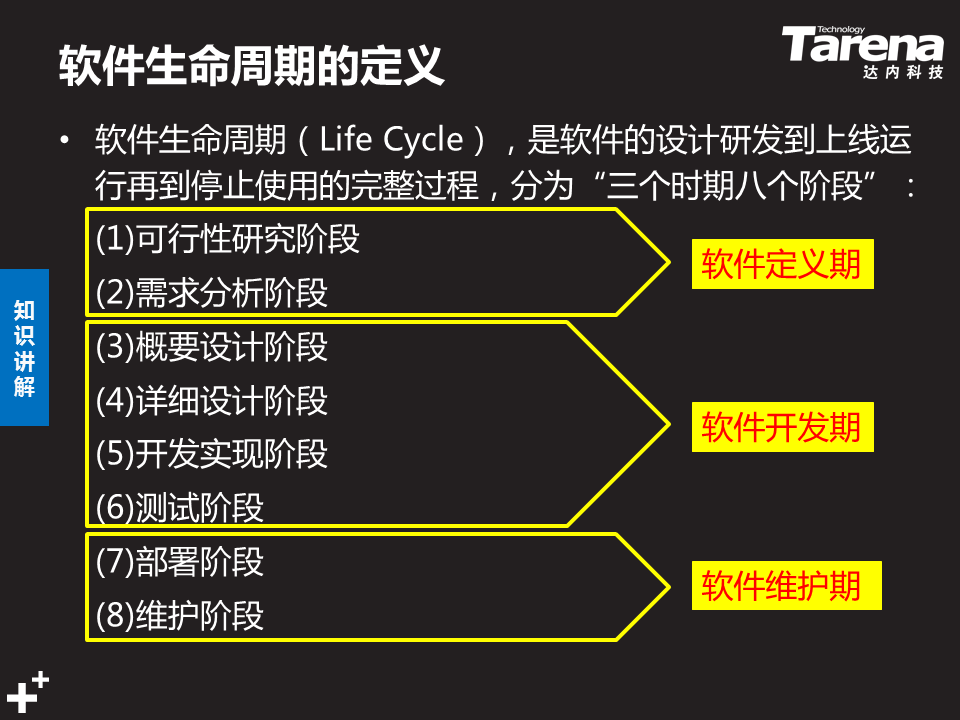 软件生命周期的定义
Technology
Tarena
达内科技
• 软件生命周期（Life Cycle），是软件的设计研发到上线运
行再到停止使用的完整过程，分为“三个时期八个阶段”：
(1)可行性研究阶段
(2)需求分析阶段
软件定义期
(3)概要设计阶段
(4)详细设计阶段
(5)开发实现阶段
(6)测试阶段
软件开发期
(7)部署阶段
(8)维护阶段
软件维护期
知
识
讲
解